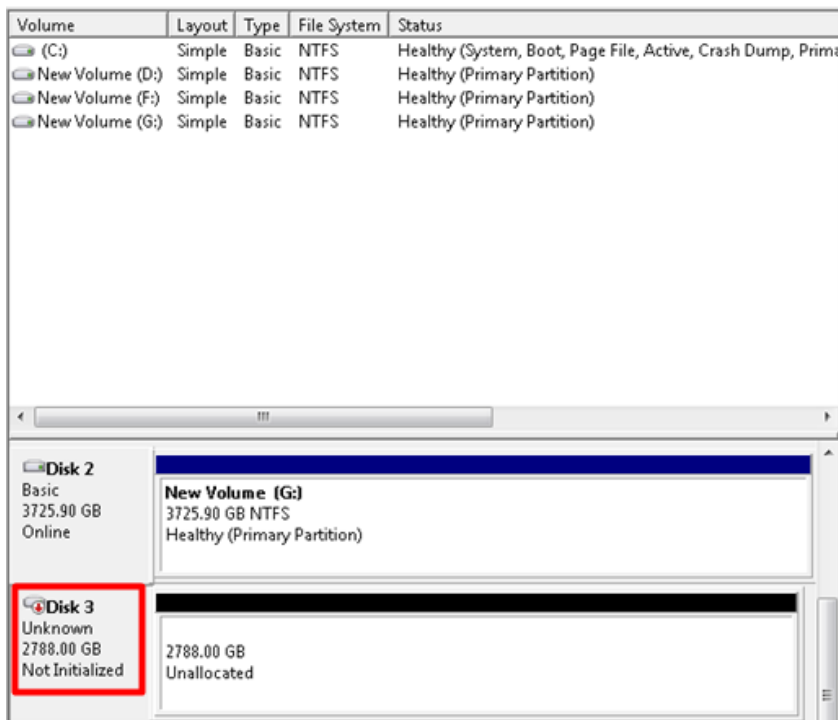 Volume Layout Type File System Status
(C:) Simple Basic NTFS Healthy (System, Boot, Page File, Active, Crash Dump, Prima
New Volume (D:) Simple Basic NTFS Healthy (Primary Partition)
New Volume (F:) Simple Basic NTFS Healthy (Primary Partition)
New Volume (G:) Simple Basic NTFS Healthy (Primary Partition)
Disk 2
Basic
3725.90 GB
Online
New Volume (G:)
3725.90 GB NTFS
Healthy (Primary Partition)
Disk 3
Unknown
2788.00 GB
Not Initialized
2788.00 GB
Unallocated